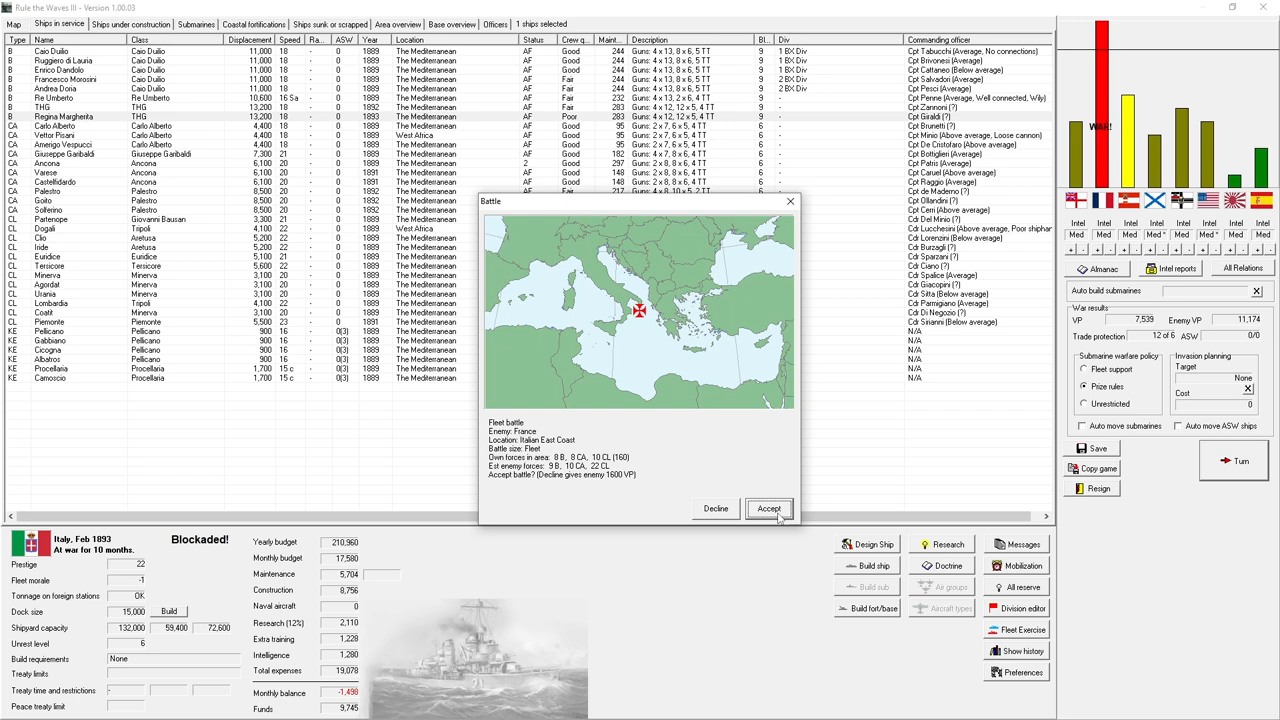 Rule the Waves III - Version 1.00.03
Map Ships in service Ships under construction Submarines Coastal fortifications Ships sunk or scrapped Area overview Base overview Officers 1 ships selected
Type Name Class Displacement Speed Ra... ASW Year Location Status Crew q... Maint... Description Bl... Div Commanding officer
B Caio Duilio Caio Duilio 11,000 18 - 1889 The Mediterranean AF Good 244 Guns: 4 x 13, 8 x 6, 5 TT 9 1 BX Div Cpt Tabucchi (Average, No connections)
B Ruggiero di Lauria Caio Duilio 11,000 18 - 1889 The Mediterranean AF Good 244 Guns: 4 x 13, 8 x 6, 5 TT 9 1 BX Div Cpt Brivonesi (Average)
B Enrico Dandolo Caio Duilio 11,000 18 - 1889 The Mediterranean AF Good 244 Guns: 4 x 13, 8 x 6, 5 TT 9 1 BX Div Cpt Cattaneo (Below average)
B Francesco Morosini Caio Duilio 11,000 18 - 1889 The Mediterranean AF Fair 244 Guns: 4 x 13, 8 x 6, 5 TT 9 2 BX Div Cpt Salvadori (Average)
B Andrea Doria Caio Duilio 11,000 18 - 1889 The Mediterranean AF Fair 244 Guns: 4 x 13, 8 x 6, 5 TT 9 2 BX Div Cpt Pesci (Average)
B Re Umberto Re Umberto 10,600 16 Sa - 1889 The Mediterranean AF Fair 232 Guns: 4 x 13, 2 x 6, 4 TT 9 - Cpt Penne (Average, Well connected, Wily)
B THG THG 13,200 18 - 1892 The Mediterranean AF Fair 283 Guns: 4 x 12, 12 x 5, 4 TT 9 - Cpt Zannoni (?)
B Regina Margherita THG 13,200 18 - 1893 The Mediterranean AF Poor 283 Guns: 4 x 12, 12 x 5, 4 TT 9 - Cpt Giraldi (?)
CA Carlo Alberto Carlo Alberto 4,400 18 - 1889 The Mediterranean AF Good 95 Guns: 2 x 7, 6 x 6, 5 TT 6 - Cpt Brunetti (?)
CA Vettor Pisani Carlo Alberto 4,400 18 - 1889 West Africa AF Good 95 Guns: 2 x 7, 6 x 6, 5 TT 6 - Cpt Minio (Above average, Loose cannon)
CA Amerigo Vespucci Carlo Alberto 4,400 18 - 1889 The Mediterranean AF Good 95 Guns: 2 x 7, 6 x 6, 5 TT 6 - Cpt De Cristofaro (Above average)
CA Giuseppe Garibaldi Giuseppe Garibaldi 7,300 21 - 1889 The Mediterranean AF Good 182 Guns: 4 x 6, 4 x 6, 4 TT 6 - Cpt Bottiglieri (Average)
CA Ancona Ancona 6,100 20 - 1889 The Mediterranean 2 Good 297 Guns: 2 x 8, 8 x 6, 4 TT 6 - Cpt Patris (Average)
CA Varese Ancona 6,100 20 - 1891 The Mediterranean AF Good 148 Guns: 2 x 8, 8 x 6, 4 TT 6 - Cpt Caruel (Above average)
CA Castelfidardo Ancona 6,100 20 - 1891 The Mediterranean AF Good 148 Guns: 2 x 8, 8 x 6, 4 TT 6 - Cpt Raggio (Average)
CA Palestro Palestro 8,500 20 - 1892 The Mediterranean AF Fair 217 Guns: 4 x 8, 10 x 5, 4 TT 6 - Cpt de Maderno (?)
CA Goito Palestro 8,500 20 - 1892 The Mediterranean Cpt Ollandini (?)
CA Solferino Palestro 8,500 20 - 1892 The Mediterranean Cpt Cerri (Above average)
CL Partenope Giovanni Bausan 3,300 21 - 1889 The Mediterranean Cdr Del Minio (?)
CL Dogali Tripoli 4,100 22 - 1889 West Africa Cdr Lucchesini (Above average, Poor shiphar
CL Clio Aretusa 5,200 22 - 1889 The Mediterranean Cdr Lorenzini (Below average)
CL Iride Aretusa 5,200 22 - 1889 The Mediterranean Cdr Burzagli (?)
CL Euridice Euridice 5,100 21 - 1889 The Mediterranean Cdr Sparzani (?)
CL Tersicore Tersicore 5,600 22 - 1889 The Mediterranean Cdr Ciano (?)
CL Minerva Minerva 3,100 20 - 1889 The Mediterranean Cdr Spalice (Average)
CL Agordat Minerva 3,100 20 - 1889 The Mediterranean Cdr Giacopini (?)
CL Urania Minerva 3,100 20 - 1889 The Mediterranean Cdr Sitta (Below average)
CL Lombardia Tripoli 4,100 22 - 1889 The Mediterranean Cdr Parmigiano (Average)
CL Coatit Minerva 3,100 20 - 1889 The Mediterranean Cdr Di Negozio (?)
CL Piemonte Piemonte 5,500 23 - 1891 The Mediterranean Cdr Sirianni (Below average)
KE Pellicano Pellicano 900 16 - 0(3) 1889 The Mediterranean N/A
KE Gabbiano Pellicano 900 16 - 0(3) 1889 The Mediterranean N/A
KE Cicogna Pellicano 900 16 - 0(3) 1889 The Mediterranean N/A
KE Albatros Pellicano 900 16 - 0(3) 1889 The Mediterranean N/A
KE Procellaria Procellaria 1,700 15 c - 0(3) 1889 The Mediterranean N/A
KE Camoscio Procellaria 1,700 15 c - 0(3) 1889 The Mediterranean N/A
Battle
Fleet battle
Enemy: France
Location: Italian East Coast
Battle size: Fleet
Own forces in area: 8 B, 8 CA, 10 CL (160)
Est enemy forces: 9 B, 10 CA, 22 CL
Accept battle? (Decline gives enemy 1600 VP)
Decline Accept
WAR!
Intel Intel Intel Intel Intel Intel Intel Intel
Med Med Med Med * Med Med * Med Med
+ - + - + - + - + - + - + - + -
Almanac Intel reports All Relations
Auto build submarines X
War results
VP 7,539 Enemy VP 11,174
Trade protection 12 of 6 ASW 0/0
Submarine warfare policy
Fleet support
Prize rules
Unrestricted
Invasion planning
Target
None
Cost X
0
Auto move submarines Auto move ASW ships
Save
Copy game
Resign
Turn
Italy, Feb 1893
At war for 10 months.
Blockaded!
Prestige 22
Fleet morale -1
Tonnage on foreign stations OK
Dock size 15,000 Build
Shipyard capacity 132,000 59,400 72,600
Unrest level 6
Build requirements None
Treaty limits
Treaty time and restrictions -
Peace treaty limit
Yearly budget 210,960
Monthly budget 17,580
Maintenance 5,704
Construction 8,756
Naval aircraft 0
Research (12%) 2,110
Extra training 1,228
Intelligence 1,280
Total expenses 19,078
Monthly balance -1,498
Funds 9,745
Design Ship Research Messages
Build ship Doctrine Mobilization
Build sub Air groups All reserve
Build fort/base Aircraft types Division editor
Fleet Exercise
Show history
Preferences